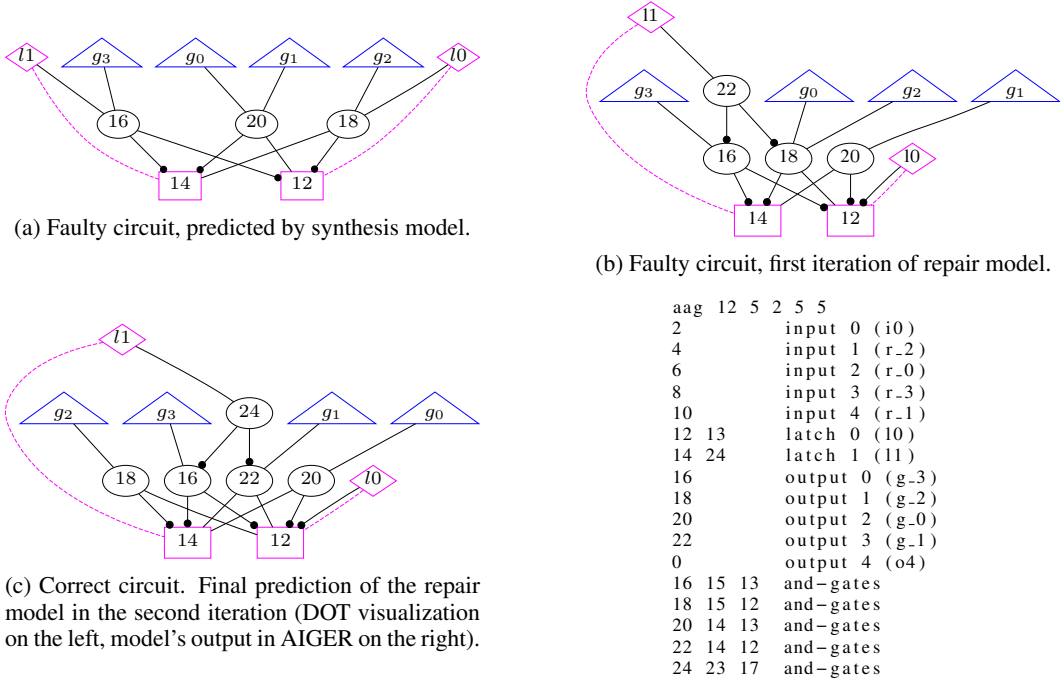 l1
g3
g0
g1
g2
l0
16
20
18
14
12
(a) Faulty circuit, predicted by synthesis model.
l1
22
g3
g0
g2
g1
16
18
20
l0
14
12
(b) Faulty circuit, first iteration of repair model.
l1
g2
g3
24
g1
g0
18
16
22
20
l0
14
12
(c) Correct circuit. Final prediction of the repair
model in the second iteration (DOT visualization
on the left, model's output in AIGER on the right).
aag 12 5 2 5 5
2 input 0 (i0)
4 input 1 (r_2)
6 input 2 (r_0)
8 input 3 (r_3)
10 input 4 (r_1)
12 13 latch 0 (l0)
14 24 latch 1 (l1)
16 output 0 (g_3)
18 output 1 (g_2)
20 output 2 (g_0)
22 output 3 (g_1)
0 output 4 (o4)
16 15 13 and-gates
18 15 12 and-gates
20 14 13 and-gates
22 14 12 and-gates
24 23 17 and-gates